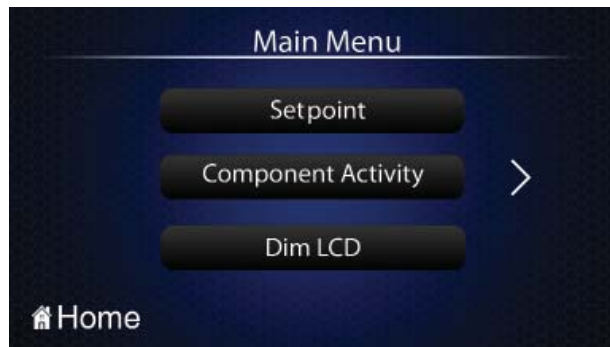 Main Menu
Setpoint
Component Activity
Dim LCD
Home